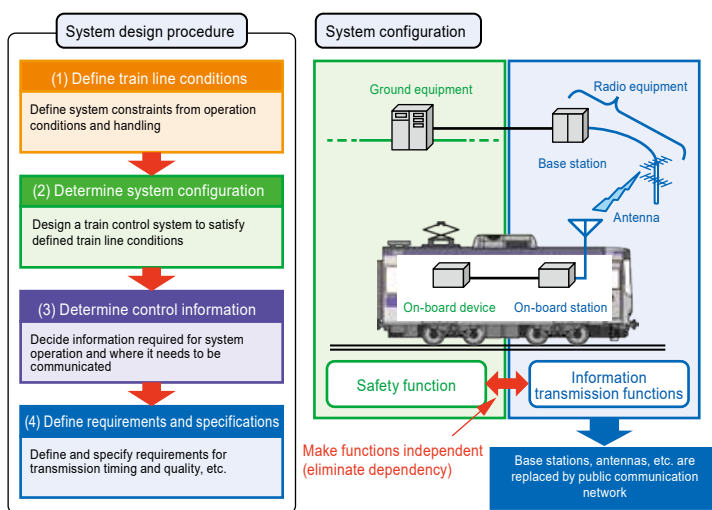 System design procedure
(1) Define train line conditions
Define system constraints from operation
conditions and handling
(2) Determine system configuration
Design a train control system to satisfy
defined train line conditions
(3) Determine control information
Decide information required for system
operation and where it needs to be
communicated
(4) Define requirements and specifications
Define and specify requirements for
transmission timing and quality, etc.
System configuration
Ground equipment
Radio equipment
Base station
Antenna
On-board device
On-board station
Safety function
Information
transmission functions
Make functions independent
(eliminate dependency)
Base stations, antennas, etc. are
replaced by public communication
network